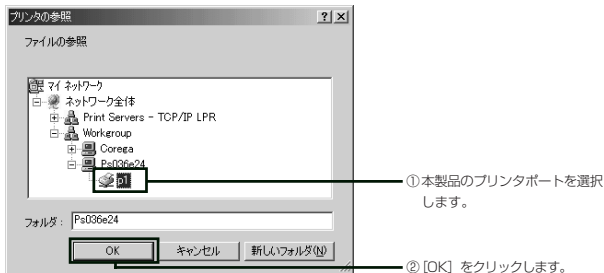 プリンタの参照
ファイルの参照
マイ ネットワーク
ネットワーク全体
Print Servers - TCP/IP LPR
Workgroup
Corega
Ps036e24
p1
①本製品のプリンタポートを選択
します。
フォルダ： Ps036e24
OK キャンセル 新しいフォルダ(N)
②[OK] をクリックします。